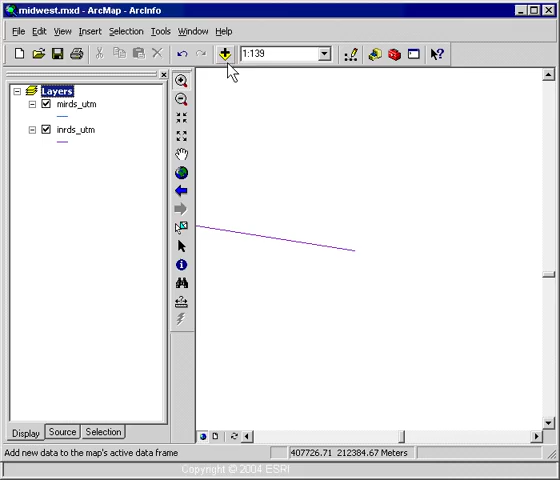 midwest.mxd - ArcMap - ArcInfo
File Edit View Insert Selection Tools Window Help
1:139
Layers
mirds_utm
inrds_utm
Display Source Selection
Add new data to the map's active data frame
407726.71 212384.67 Meters
Copyright © 2004 ESRI